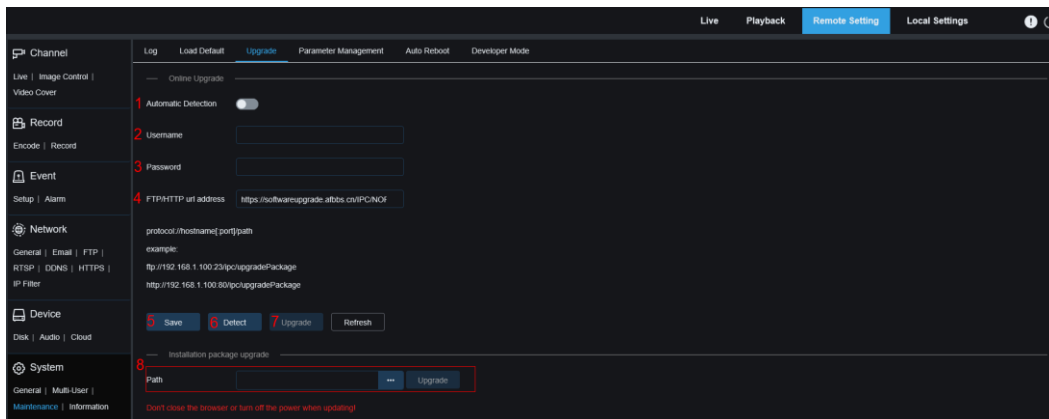 Live Playback Remote Setting Local Settings
Channel
Live | Image Control |
Video Cover
Record
Encode | Record
Event
Setup | Alarm
Network
General | Email | FTP |
RTSP | DDNS | HTTPS |
IP Filter
Device
Disk | Audio | Cloud
System
General | Multi-User |
Maintenance | Information
Log Load Default Upgrade Parameter Management Auto Reboot Developer Mode
Online Upgrade
1 Automatic Detection
2 Username
3 Password
4 FTP/HTTP url address https://softwareupgrade.afbbs.cn/IPC/NOF
protocol://hostname[:port]/path
example:
ftp://192.168.1.100:23/ipc/upgradePackage
http://192.168.1.100:80/ipc/upgradePackage
5 Save 6 Detect 7 Upgrade Refresh
Installation package upgrade
8
Path ... Upgrade
Don't close the browser or turn off the power when updating!